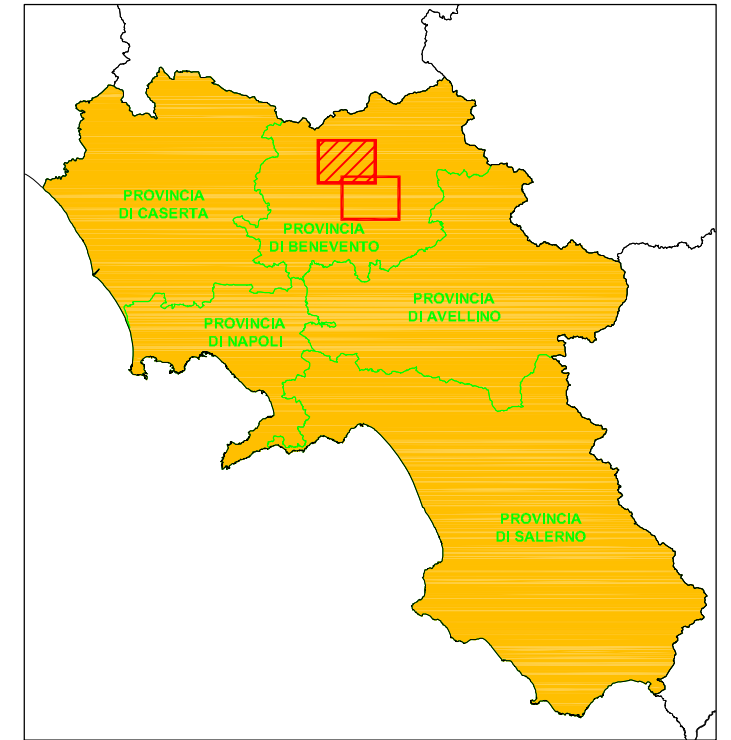 PROVINCIA
DI CASERTA
PROVINCIA
DI BENEVENTO
PROVINCIA
DI AVELLINO
PROVINCIA
DI NAPOLI
PROVINCIA
DI SALERNO